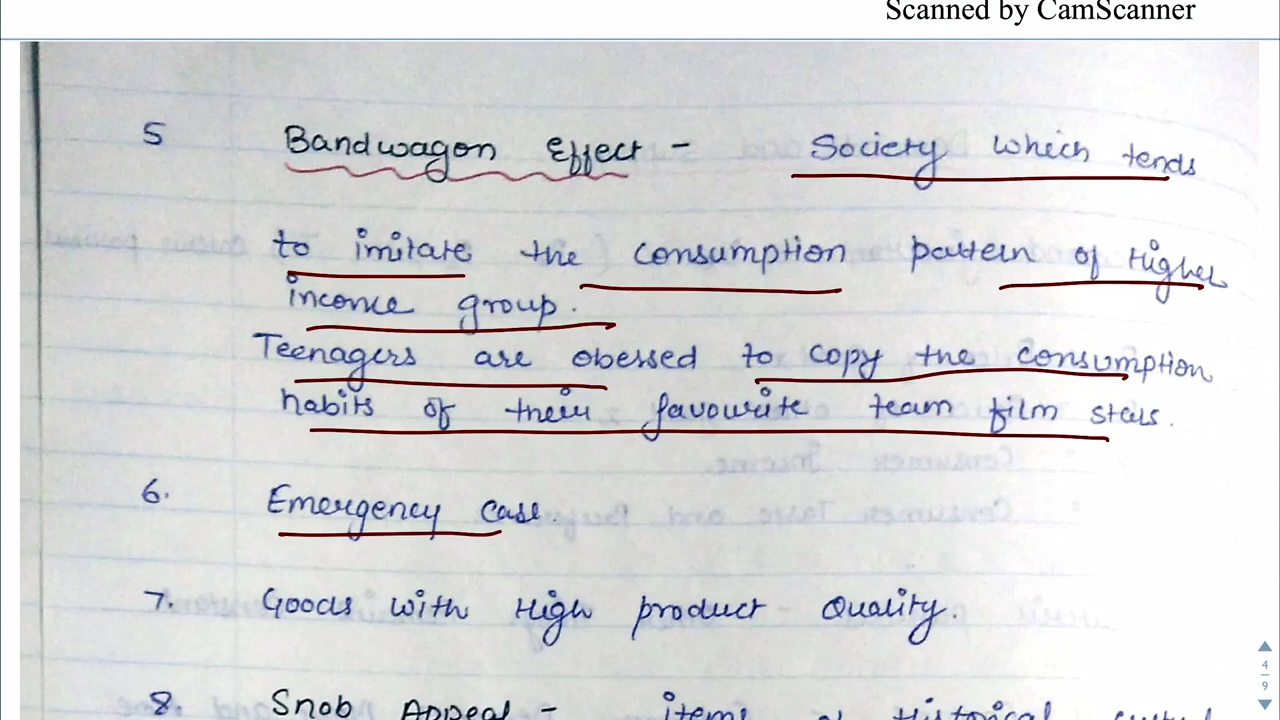 Scanned by CamScanner
5 Bandwagon Effect - Society which tends
to imitate the consumption pattern of Higher
income group.
Teenagers are obessed to copy the consumption
habits of their favourite team film stars.
6. Emergency case.
7. Goods with High product Quality.
8. Snob Appeal - items of Historical
4
9